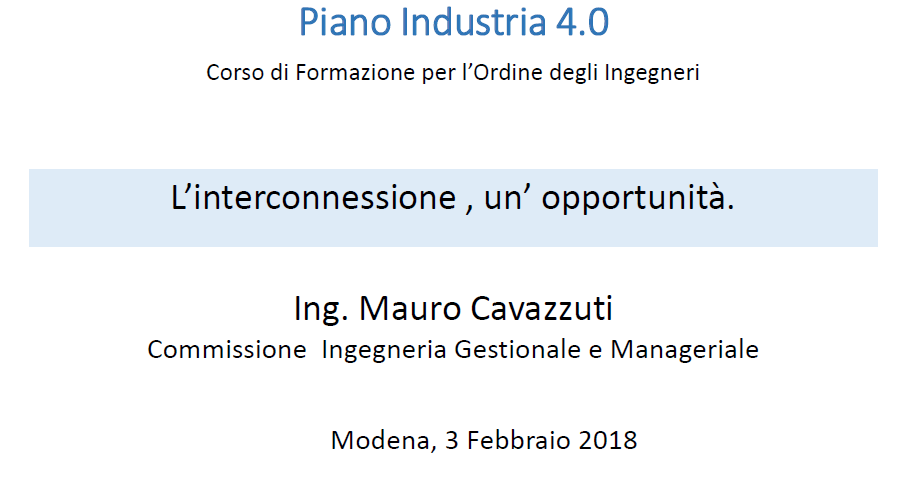 Piano Industria 4.0
Corso di Formazione per l’Ordine degli Ingegneri
L’interconnessione , un’ opportunità.
Ing. Mauro Cavazzuti
Commissione  Ingegneria Gestionale e Manageriale
Modena, 3 Febbraio 2018